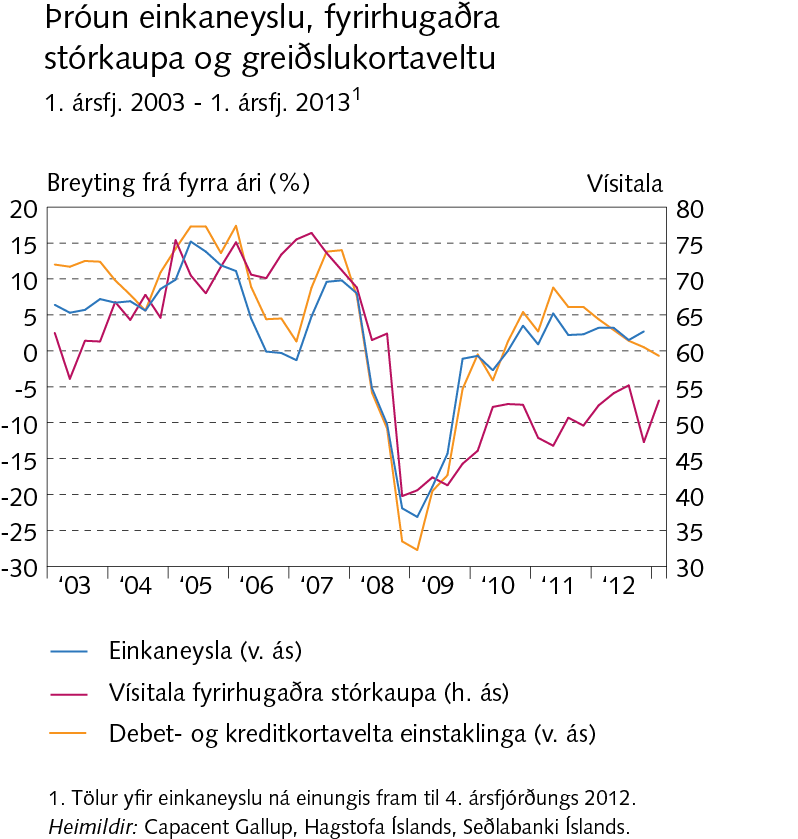 Þróun einkaneyslu, fyrirhugaðra
stórkaupa og greiðslukortaveltu
1. ársfj. 2003 - 1. ársfj. 2013¹
Breyting frá fyrra ári (%)
Vísitala
20
15
10
5
0
-5
-10
-15
-20
-25
-30
80
75
70
65
60
55
50
45
40
35
30
‘03 ‘04 ‘05 ‘06 ‘07 ‘08 ‘09 ‘10 ‘11 ‘12
Einkaneysla (v. ás)
Vísitala fyrirhugaðra stórkaupa (h. ás)
Debet- og kreditkortavelta einstaklinga (v. ás)
1. Tölur yfir einkaneyslu ná einungis fram til 4. ársfjórðungs 2012.
Heimildir: Capacent Gallup, Hagstofa Íslands, Seðlabanki Íslands.